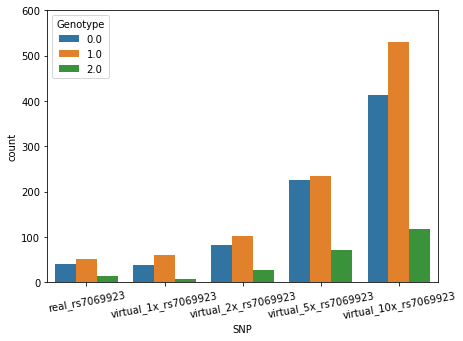 600
500
400
300
200
100
0
count
Genotype
0.0
1.0
2.0
real_rs7069923
virtual_1x_rs7069923
virtual_2x_rs7069923
virtual_5x_rs7069923
virtual_10x_rs7069923
SNP